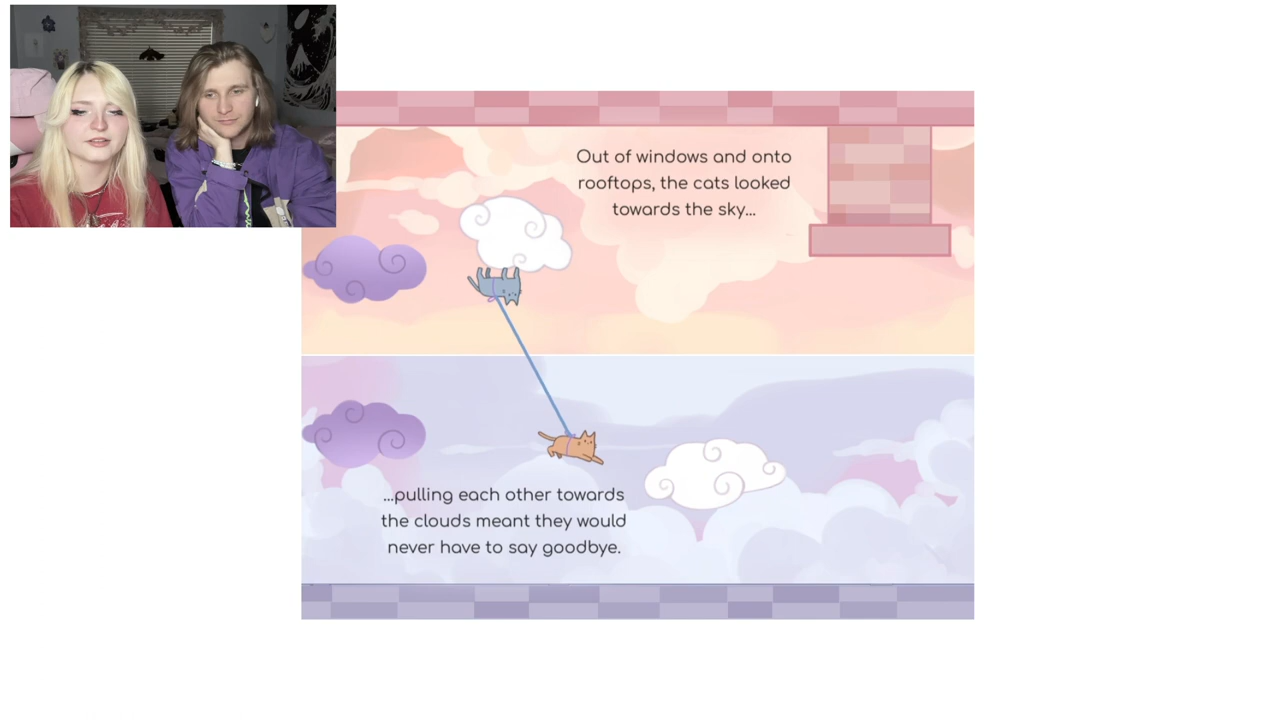 Out of windows and onto
rooftops, the cats looked
towards the sky...
...pulling each other towards
the clouds meant they would
never have to say goodbye.